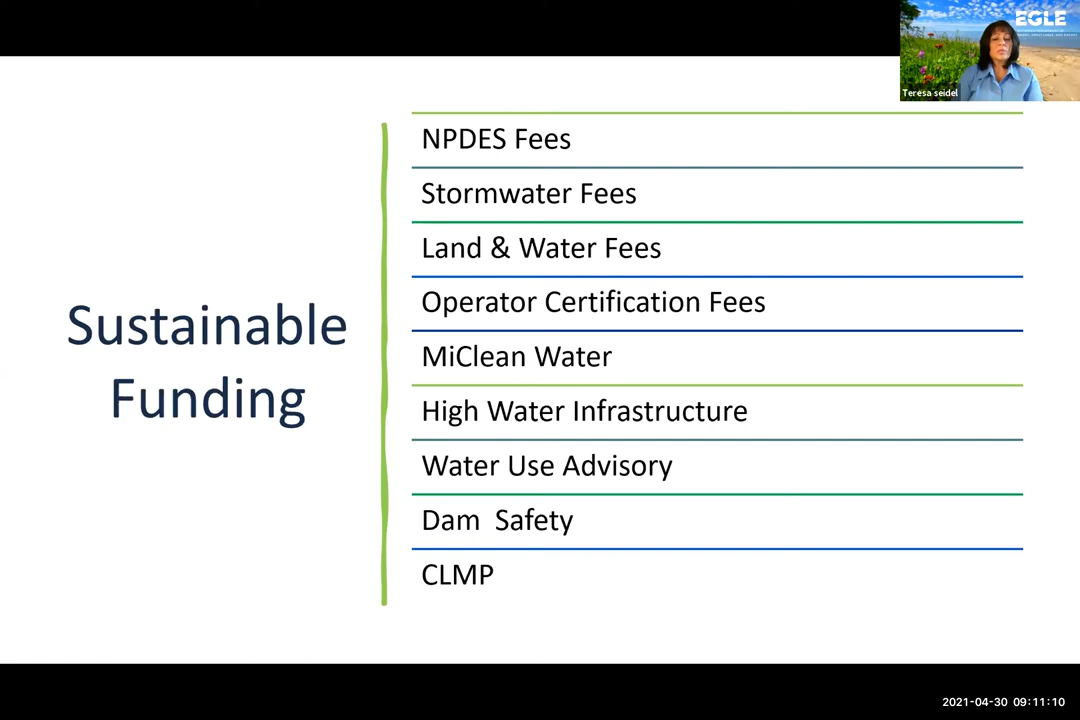 EGLE
Teresa seidel
Sustainable
Funding
NPDES Fees
Stormwater Fees
Land & Water Fees
Operator Certification Fees
MiClean Water
High Water Infrastructure
Water Use Advisory
Dam  Safety
CLMP
2021-04-30 09:11:10